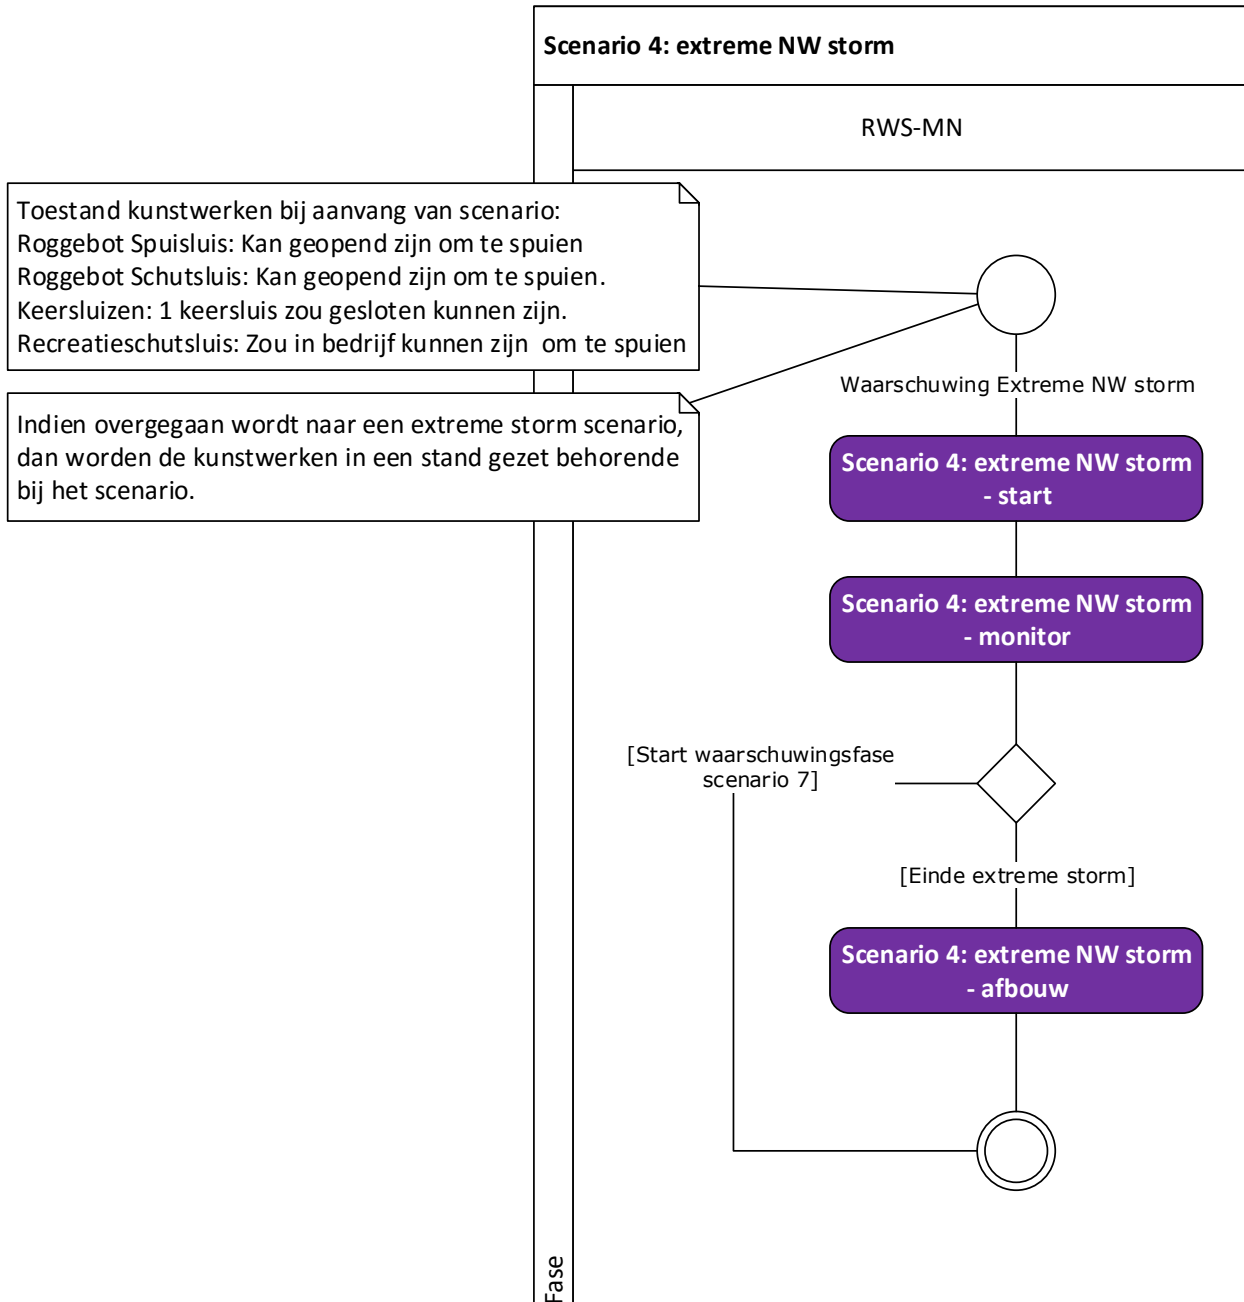 Scenario 4: extreme NW storm
RWS-MN
Toestand kunstwerken bij aanvang van scenario:
Roggebot Spuisluis: Kan geopend zijn om te spuien
Roggebot Schutsluis: Kan geopend zijn om te spuien.
Keersluizen: 1 keersluis zou gesloten kunnen zijn.
Recreatieschutsluis: Zou in bedrijf kunnen zijn  om te spuien
Indien overgegaan wordt naar een extreme storm scenario,
dan worden de kunstwerken in een stand gezet behorende
bij het scenario.
Waarschuwing Extreme NW storm
Scenario 4: extreme NW storm
- start
Scenario 4: extreme NW storm
- monitor
[Start waarschuwingsfase
scenario 7]
[Einde extreme storm]
Scenario 4: extreme NW storm
- afbouw
Fase